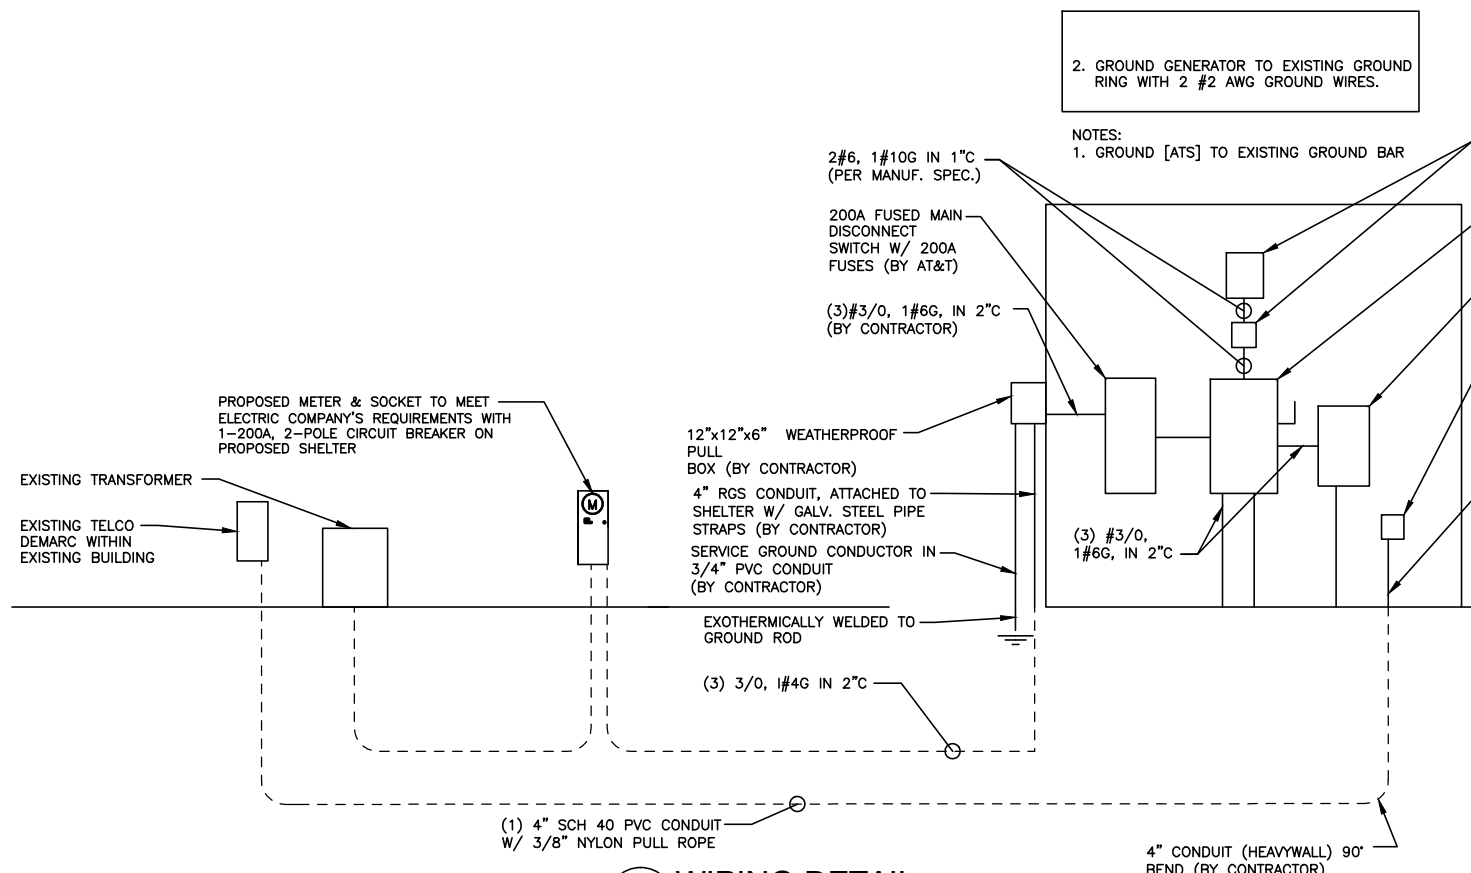 2. GROUND GENERATOR TO EXISTING GROUND
RING WITH 2 #2 AWG GROUND WIRES.
NOTES:
1. GROUND [ATS] TO EXISTING GROUND BAR
2#6, 1#10G IN 1"C
(PER MANUF. SPEC.)
200A FUSED MAIN
DISCONNECT
SWITCH W/ 200A
FUSES (BY AT&T)
(3)#3/0, 1#6G, IN 2"C
(BY CONTRACTOR)
PROPOSED METER & SOCKET TO MEET
ELECTRIC COMPANY'S REQUIREMENTS WITH
1-200A, 2-POLE CIRCUIT BREAKER ON
PROPOSED SHELTER
EXISTING TRANSFORMER
EXISTING TELCO
DEMARC WITHIN
EXISTING BUILDING
M
12"x12"x6" WEATHERPROOF
PULL
BOX (BY CONTRACTOR)
4" RGS CONDUIT, ATTACHED TO
SHELTER W/ GALV. STEEL PIPE
STRAPS (BY CONTRACTOR)
SERVICE GROUND CONDUCTOR IN
3/4" PVC CONDUIT
(BY CONTRACTOR)
(3) #3/0,
1#6G, IN 2"C
EXOTHERMICALLY WELDED TO
GROUND ROD
(3) 3/0, 1#4G IN 2"C
(1) 4" SCH 40 PVC CONDUIT
W/ 3/8" NYLON PULL ROPE
4" CONDUIT (HEAVYWALL) 90°
BEND (BY CONTRACTOR)
WIRING DETAIL